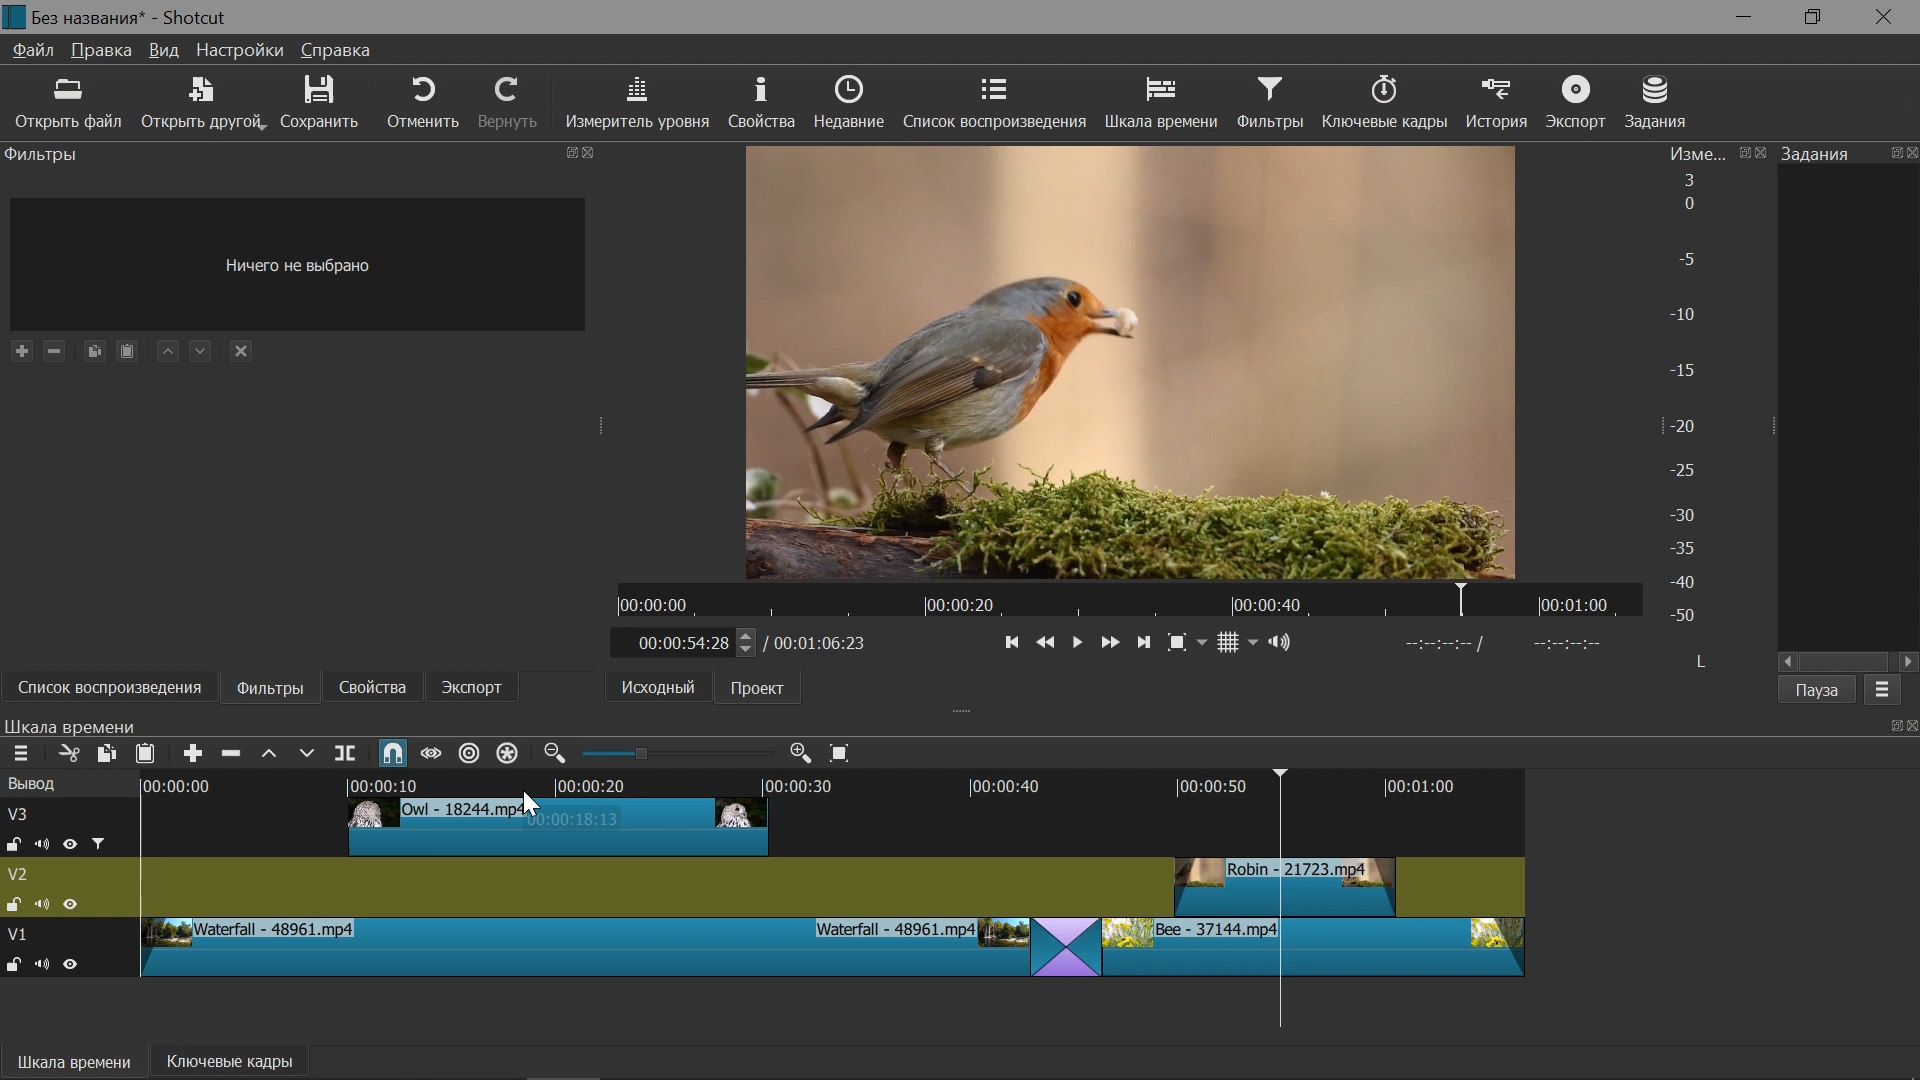 Без названия* - Shotcut
Файл Правка Вид Настройки Справка
Открыть файл Открыть другой Сохранить Отменить Вернуть Измеритель уровня Свойства Недавние Список воспроизведения Шкала времени Фильтры Ключевые кадры История Экспорт Задания
Фильтры
Ничего не выбрано
Изме...
3
0
-5
-10
-15
-20
-25
-30
-35
-40
-50
L
Задания
Пауза
00:00:00 00:00:20 00:00:40 00:01:00
00:00:54:28 / 00:01:06:23 --:--:--:-- / --:--:--:--
Список воспроизведения Фильтры Свойства Экспорт
Исходный Проект
Шкала времени
Вывод 00:00:00 00:00:10 00:00:20 00:00:30 00:00:40 00:00:50 00:01:00
V3 Owl - 18244.mp4 00:00:18:13
V2 Robin - 21723.mp4
V1 Waterfall - 48961.mp4 Waterfall - 48961.mp4 Bee - 37144.mp4
Шкала времени Ключевые кадры